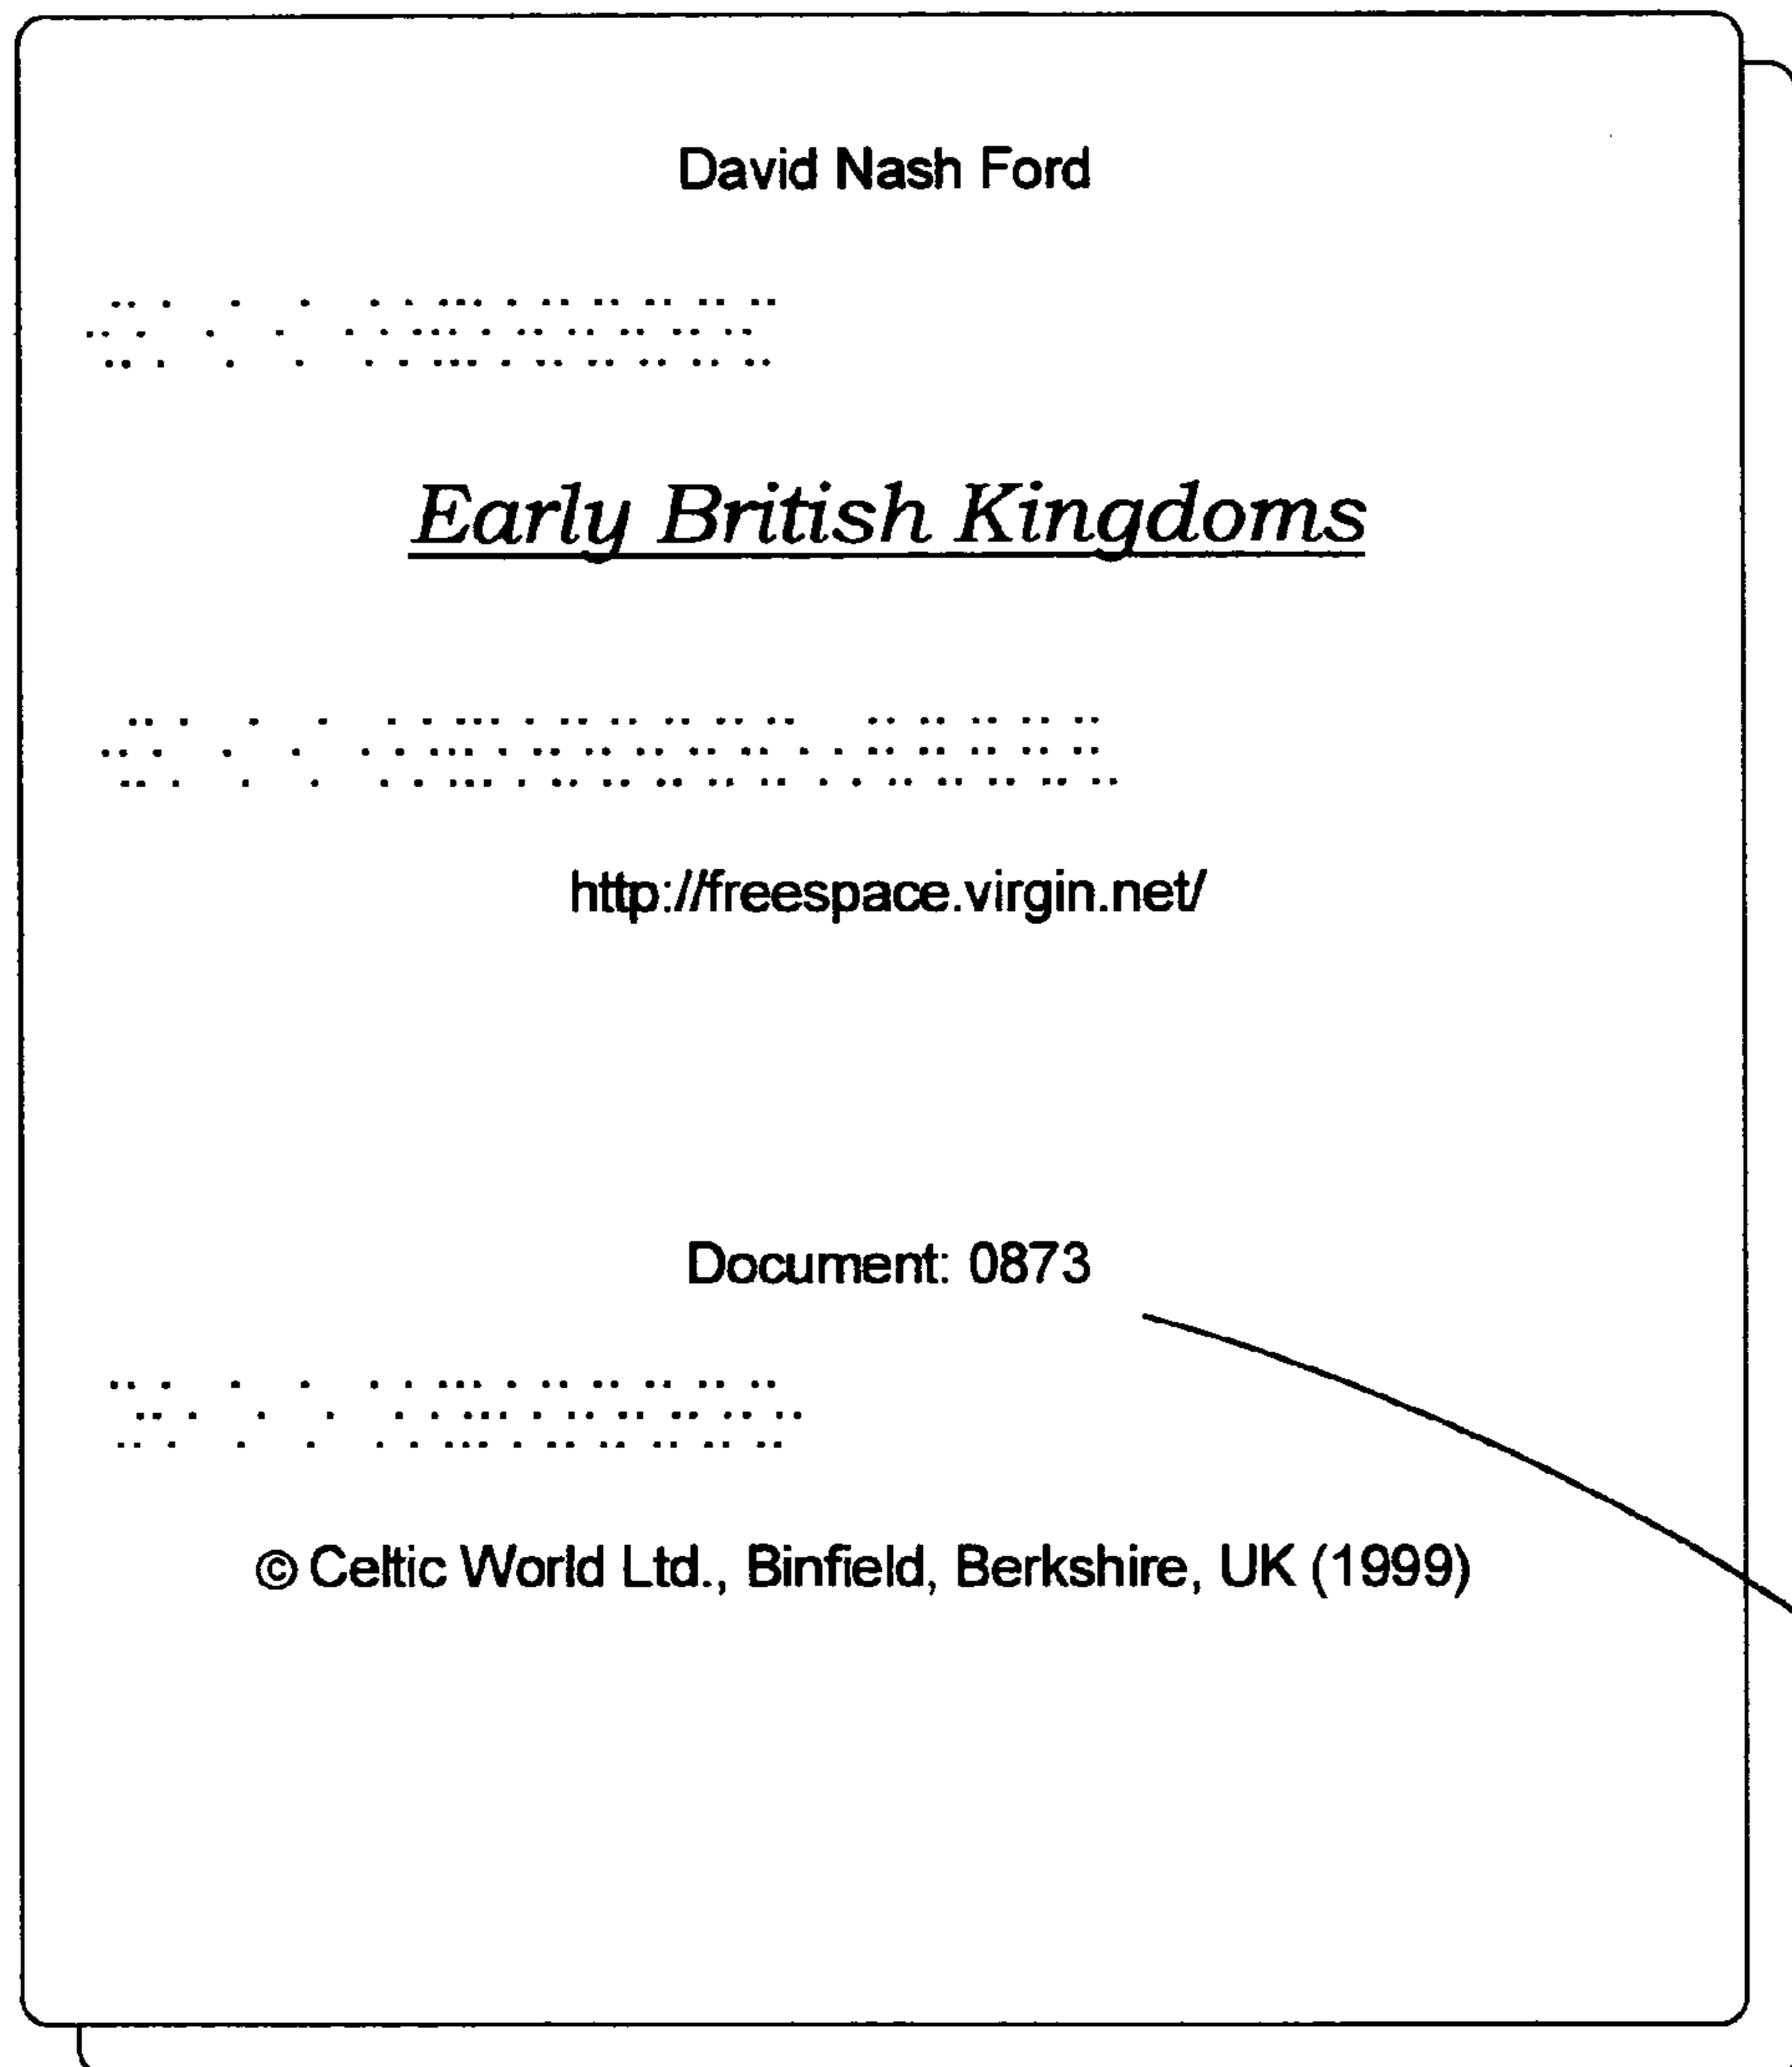 David Nash Ford
Early British Kingdoms
http://freespace.virgin.net/
Document: 0873
© Celtic World Ltd., Binfield, Berkshire, UK (1999)